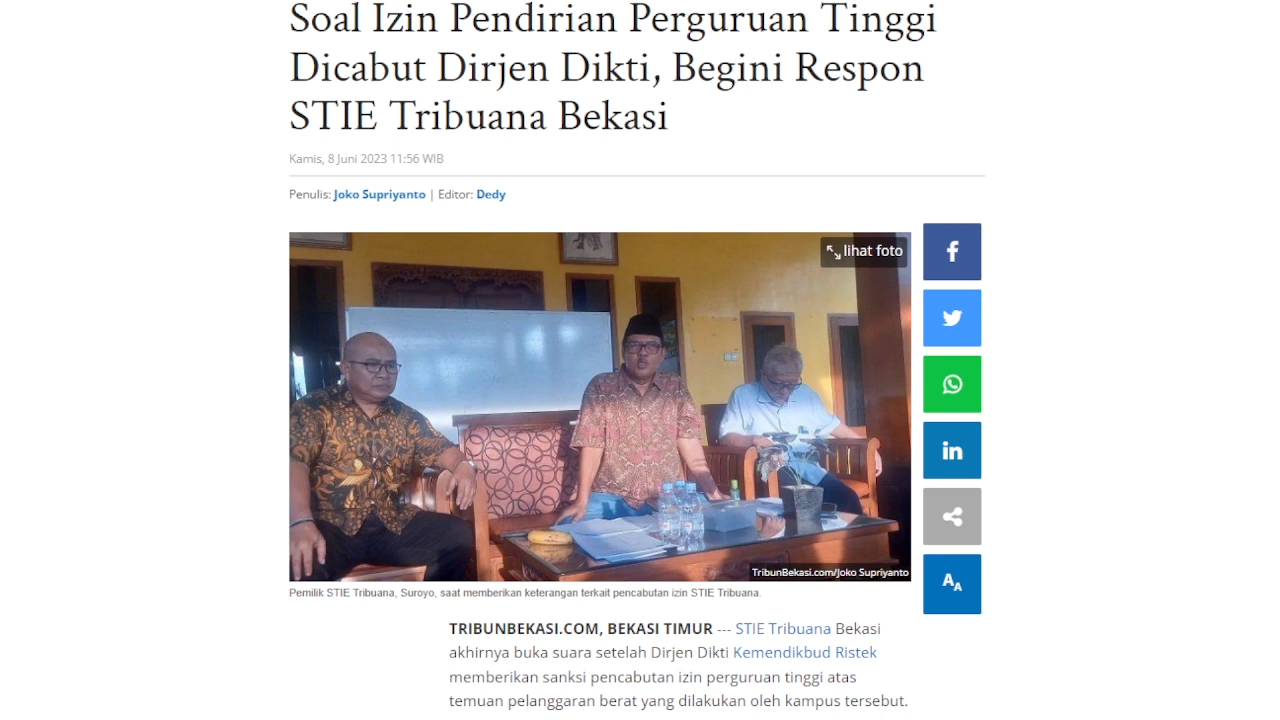 Soal Izin Pendirian Perguruan Tinggi
Dicabut Dirjen Dikti, Begini Respon
STIE Tribuana Bekasi
Kamis, 8 Juni 2023 11:56 WIB
Penulis: Joko Supriyanto | Editor: Dedy
lihat foto
TribunBekasi.com/Joko Supriyanto
Pemilik STIE Tribuana, Suroyo, saat memberikan keterangan terkait pencabutan izin STIE Tribuana.
TRIBUNBEKASI.COM, BEKASI TIMUR --- STIE Tribuana Bekasi
akhirnya buka suara setelah Dirjen Dikti Kemendikbud Ristek
memberikan sanksi pencabutan izin perguruan tinggi atas
temuan pelanggaran berat yang dilakukan oleh kampus tersebut.